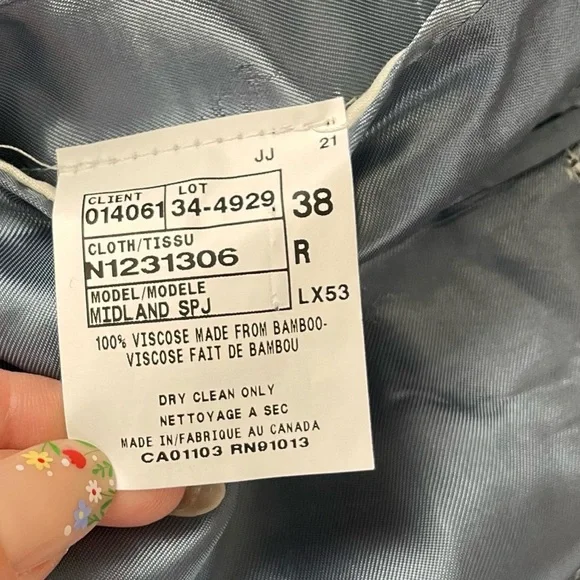 JJ
21
CLIENT LOT
014061 34-4929 38
CLOTH/TISSU
N1231306 R
MODEL/MODELE
MIDLAND SPJ LX53
100% VISCOSE MADE FROM BAMBOO-
VISCOSE FAIT DE BAMBOU
DRY CLEAN ONLY
NETTOYAGE A SEC
MADE IN/FABRIQUE AU CANADA
CA01103 RN91013